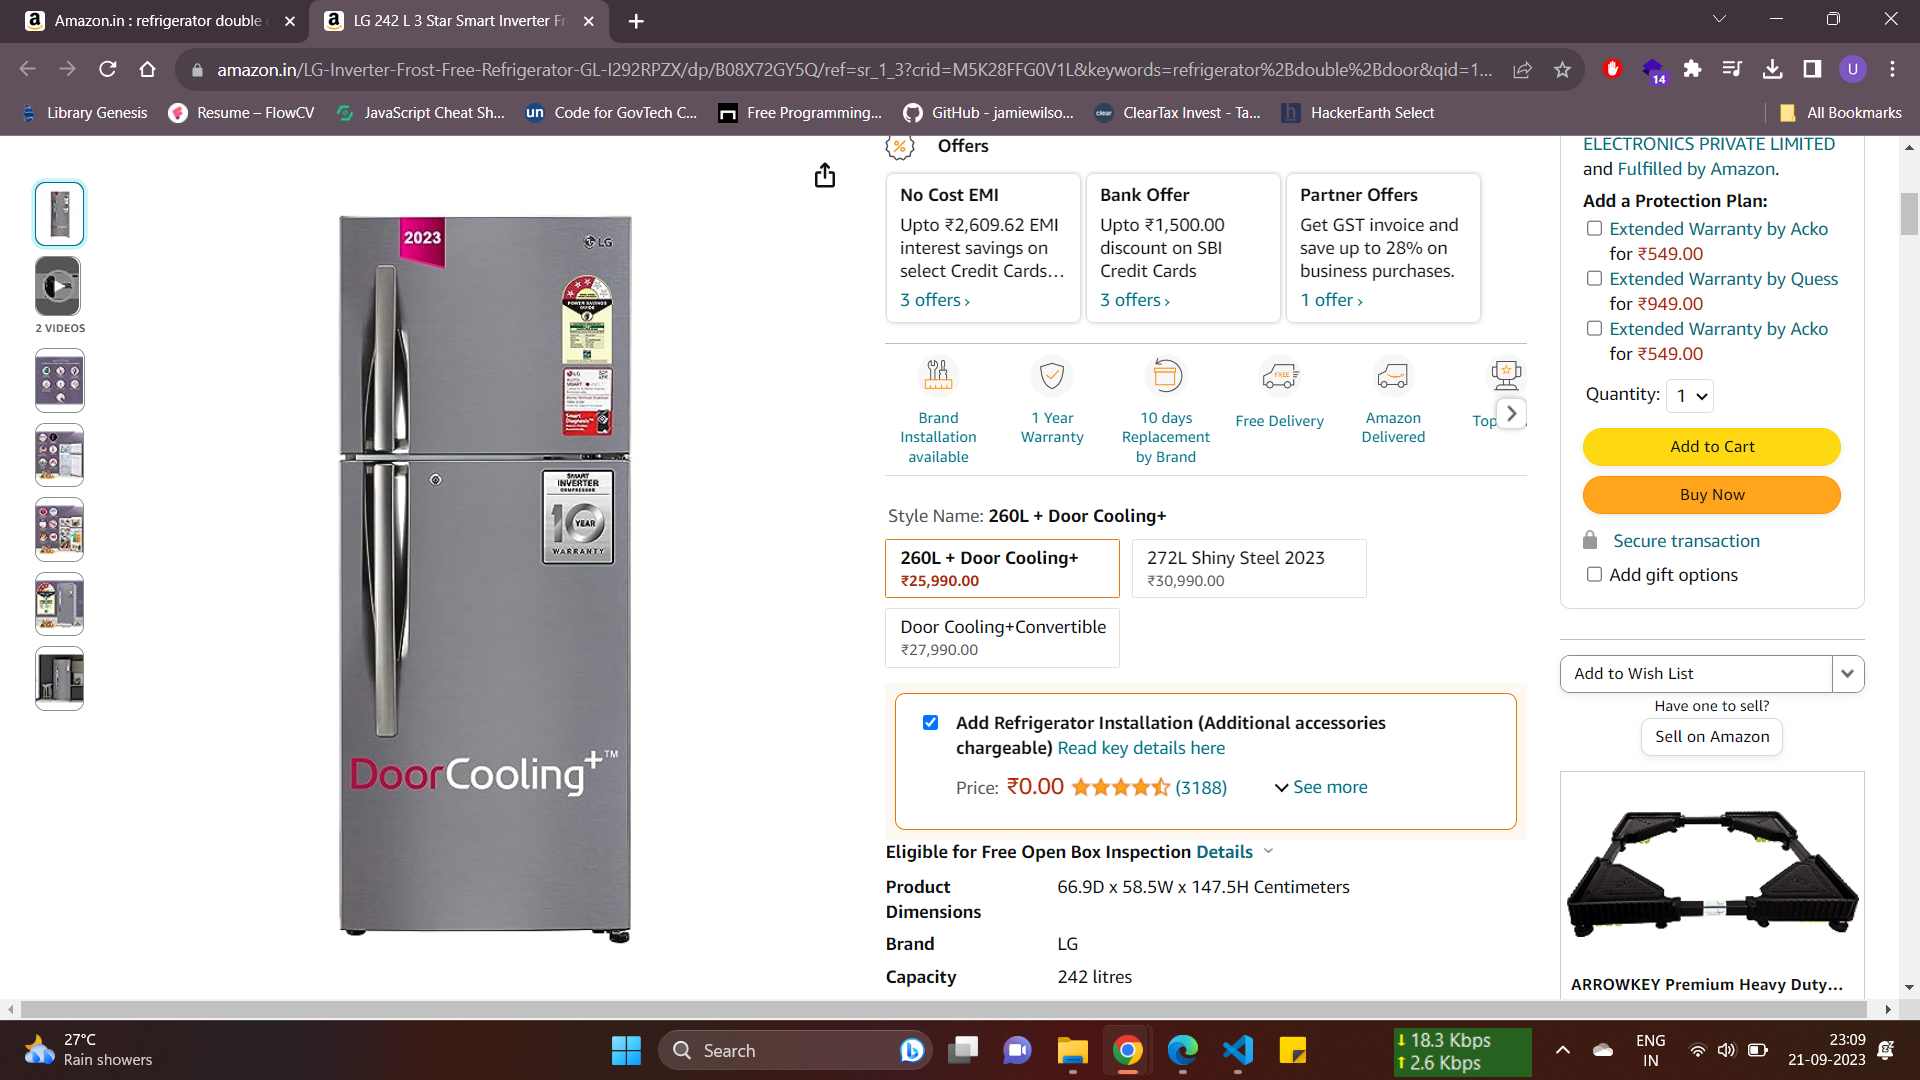 Amazon.in : refrigerator double
LG 242 L 3 Star Smart Inverter Fr
amazon.in/LG-Inverter-Frost-Free-Refrigerator-GL-I292RPZX/dp/B08X72GY5Q/ref=sr_1_3?crid=M5K28FFG0V1L&keywords=refrigerator%2Bdouble%2Bdoor&qid=1...
14
U
Library Genesis
Resume – FlowCV
JavaScript Cheat Sh...
un
Code for GovTech C...
Free Programming...
GitHub - jamiewilso...
clear
ClearTax Invest - Ta...
h
HackerEarth Select
All Bookmarks
2 VIDEOS
2023
LG
POWER SAVINGS
GUIDE
LG
Smart
Diagnosis™
SMART
INVERTER
COMPRESSOR
10 YEAR
WARRANTY
DoorCooling+™
Offers
No Cost EMI
Upto ₹2,609.62 EMI
interest savings on
select Credit Cards…
3 offers ›
Bank Offer
Upto ₹1,500.00
discount on SBI
Credit Cards
3 offers ›
Partner Offers
Get GST invoice and
save up to 28% on
business purchases.
1 offer ›
Brand
Installation
available
1 Year
Warranty
10 days
Replacement
by Brand
FREE
Free Delivery
Amazon
Delivered
Top
Style Name: 260L + Door Cooling+
260L + Door Cooling+
₹25,990.00
272L Shiny Steel 2023
₹30,990.00
Door Cooling+Convertible
₹27,990.00
Add Refrigerator Installation (Additional accessories
chargeable) Read key details here
Price: ₹0.00 (3188) See more
Eligible for Free Open Box Inspection Details
Product
Dimensions
66.9D x 58.5W x 147.5H Centimeters
Brand
LG
Capacity
242 litres
ELECTRONICS PRIVATE LIMITED
and Fulfilled by Amazon.
Add a Protection Plan:
Extended Warranty by Acko
for ₹549.00
Extended Warranty by Quess
for ₹949.00
Extended Warranty by Acko
for ₹549.00
Quantity: 1
Add to Cart
Buy Now
Secure transaction
Add gift options
Add to Wish List
Have one to sell?
Sell on Amazon
ARROWKEY Premium Heavy Duty…
27°C
Rain showers
Search
18.3 Kbps
2.6 Kbps
ENG
IN
23:09
21-09-2023